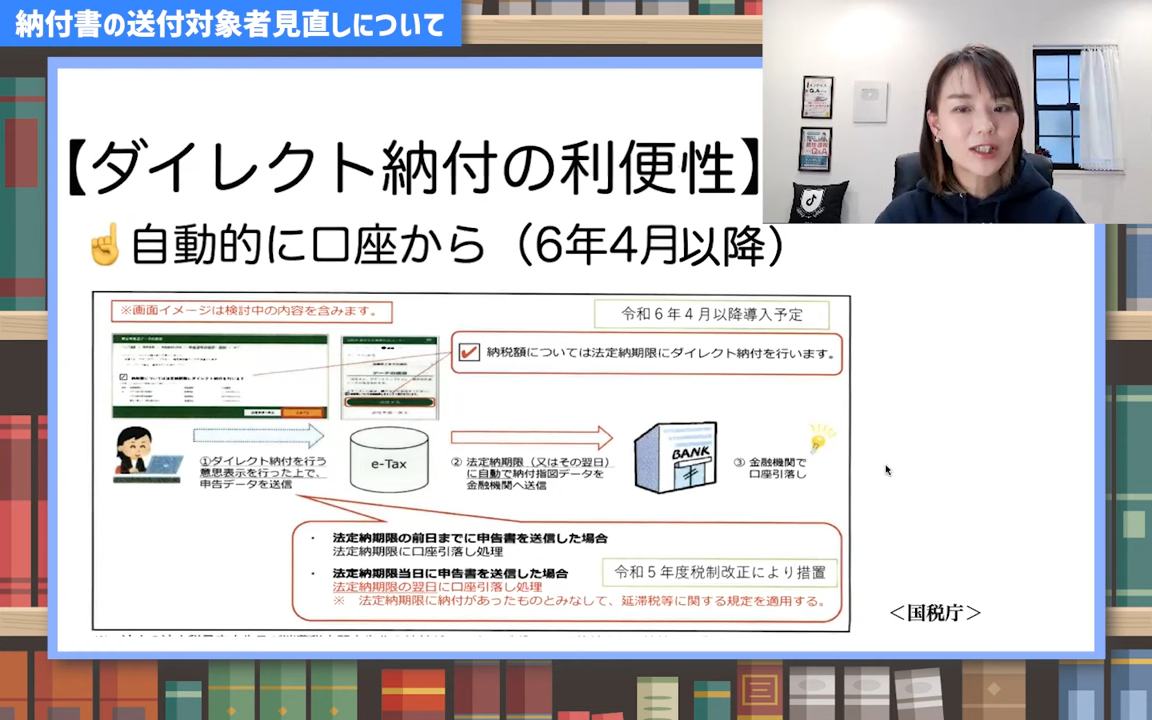 納付書の送付対象者見直しについて
【ダイレクト納付の利便性】
☝自動的に口座から（6年4月以降）
※画面イメージは検討中の内容を含みます。
令和６年４月以降導入予定
納税額については法定納期限にダイレクト納付を行います。
①ダイレクト納付を行う
意思表示を行った上で、
申告データを送信
e-Tax
② 法定納期限（又はその翌日）
に自動で納付指図データを
金融機関へ送信
BANK
③ 金融機関で
口座引落し
・ 法定納期限の前日までに申告書を送信した場合
法定納期限に口座引落し処理
・ 法定納期限当日に申告書を送信した場合
法定納期限の翌日に口座引落し処理
※ 法定納期限に納付があったものとみなして、延滞税等に関する規定を適用する。
令和５年度税制改正により措置
＜国税庁＞